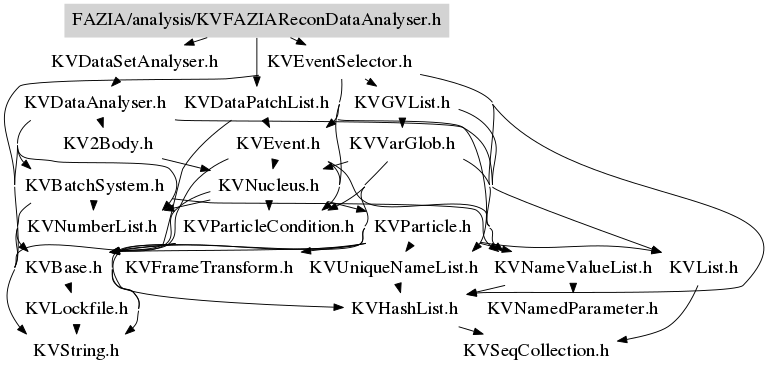 FAZIA/analysis/KVFAZIAReconDataAnalyser.h
KVDataSetAnalyser.h
KVEventSelector.h
KVDataAnalyser.h
KVDataPatchList.h
KVGVList.h
KV2Body.h
KVEvent.h
KVVarGlob.h
KVBatchSystem.h
KVNucleus.h
KVNumberList.h
KVParticleCondition.h
KVParticle.h
KVBase.h
KVFrameTransform.h
KVUniqueNameList.h
KVNameValueList.h
KVList.h
KVLockfile.h
KVHashList.h
KVNamedParameter.h
KVString.h
KVSeqCollection.h